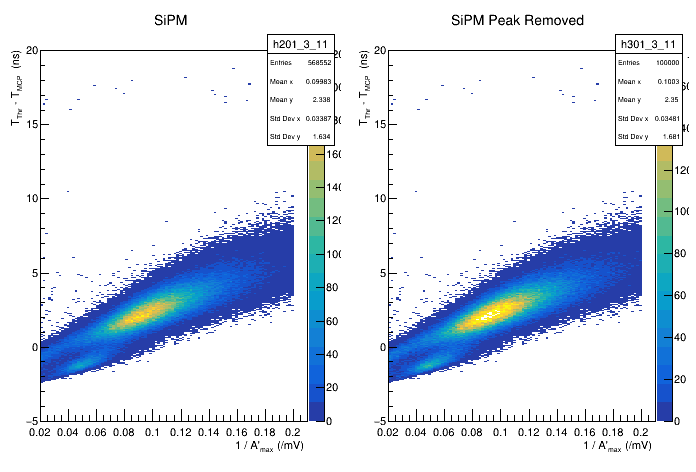 SiPM
SiPM Peak Removed
h201_3_11
Entries 568552
Mean x 0.09983
Mean y 2.338
Std Dev x 0.03387
Std Dev y 1.634
T_Thr - T_MCP (ns)
20
15
10
5
0
−5
0.02 0.04 0.06 0.08 0.1 0.12 0.14 0.16 0.18 0.2
1 / A'_max (/mV)
160
140
120
100
80
60
40
20
0
h301_3_11
Entries 100000
Mean x 0.1003
Mean y 2.35
Std Dev x 0.03481
Std Dev y 1.681
T_Thr - T_MCP (ns)
20
15
10
5
0
−5
0.02 0.04 0.06 0.08 0.1 0.12 0.14 0.16 0.18 0.2
1 / A'_max (/mV)
120
100
80
60
40
20
0